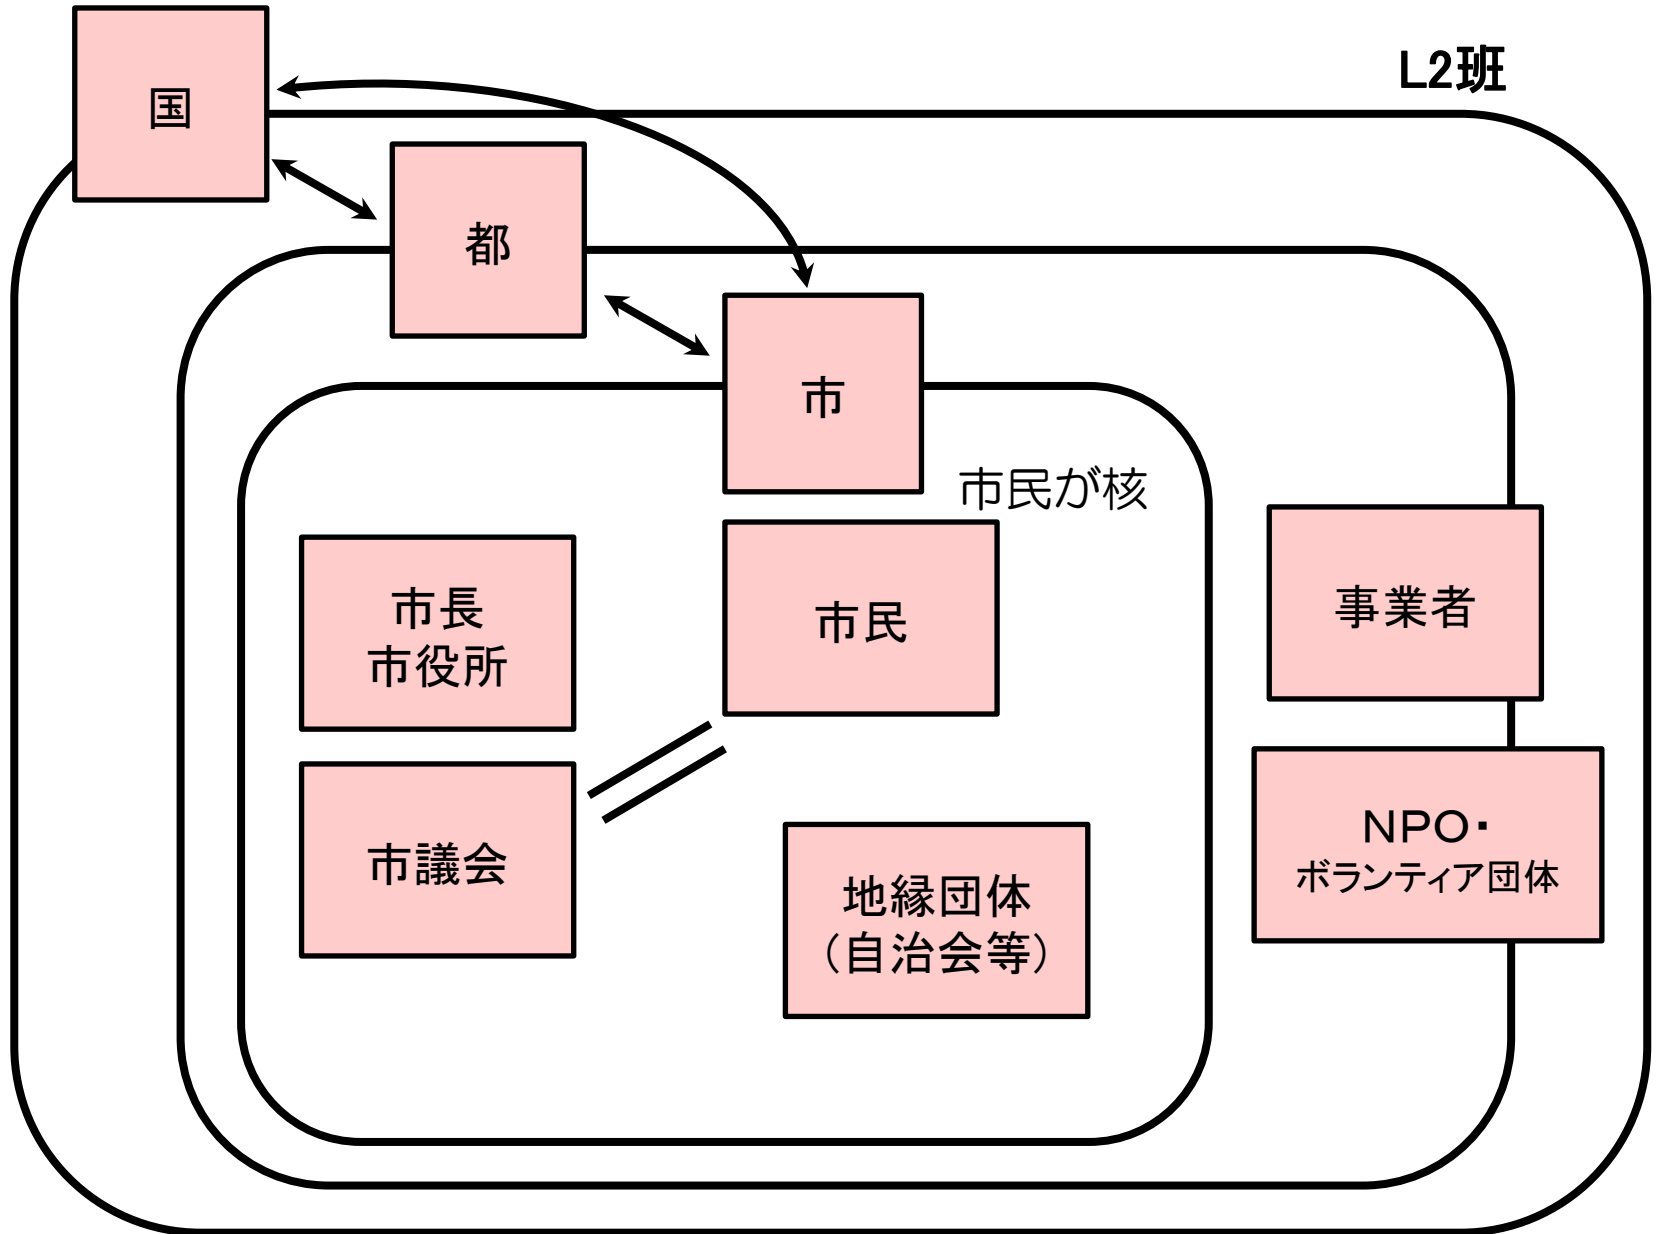 L2班
国
都
市
市民が核
市長
市役所
市民
事業者
市議会
NPO・
ボランティア団体
地縁団体
（自治会等）